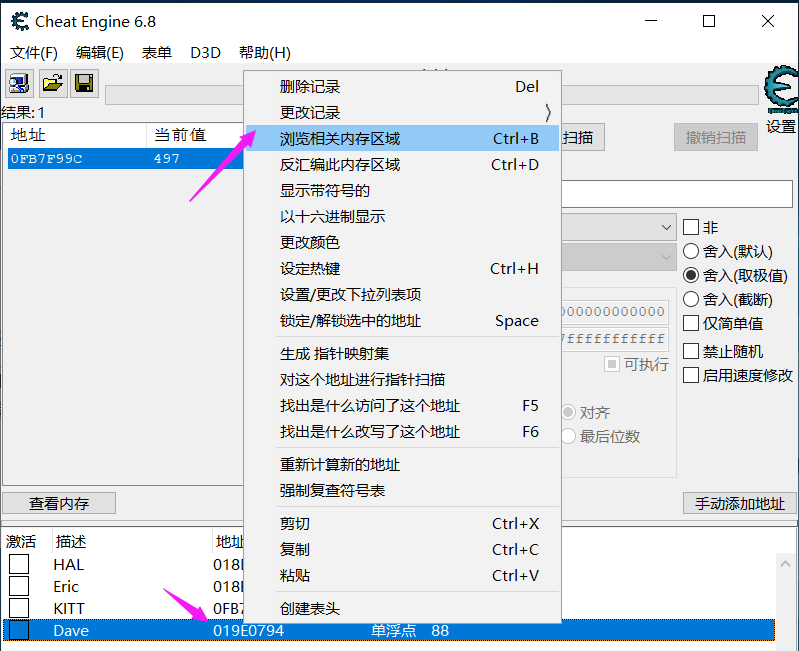 Cheat Engine 6.8
文件(F) 编辑(E) 表单 D3D 帮助(H)
结果: 1
地址 当前值
0FB7F99C 497
删除记录 Del
更改记录
浏览相关内存区域 Ctrl+B
反汇编此内存区域 Ctrl+D
显示带符号的
以十六进制显示
更改颜色
设定热键 Ctrl+H
设置/更改下拉列表项
锁定/解锁选中的地址 Space
生成 指针映射集
对这个地址进行指针扫描
找出是什么访问了这个地址 F5
找出是什么改写了这个地址 F6
重新计算新的地址
强制复查符号表
剪切 Ctrl+X
复制 Ctrl+C
粘贴 Ctrl+V
创建表头
设置
扫描 撤销扫描
非
舍入(默认)
舍入(取极值)
舍入(截断)
仅简单值
禁止随机
启用速度修改
000000000000
7fffffffffff
可执行
对齐
最后位数
查看内存 手动添加地址
激活 描述 地址
HAL 018
Eric 018
KITT 0FB7
Dave 019E0794 单浮点 88